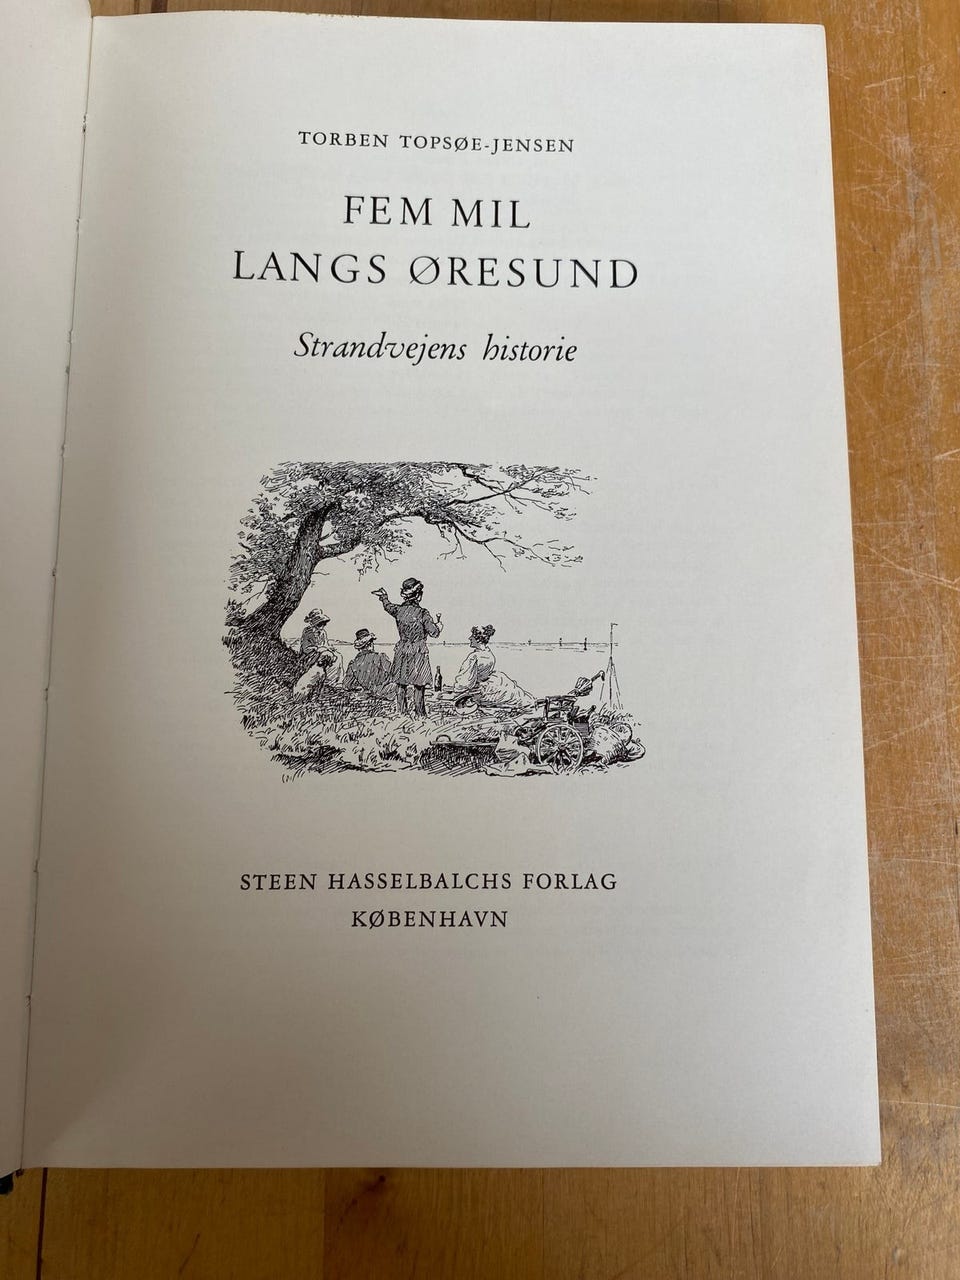 TORBEN TOPSØE-JENSEN
FEM MIL
LANGS ØRESUND
Strandvejens historie
STEEN HASSELBALCHS FORLAG
KØBENHAVN